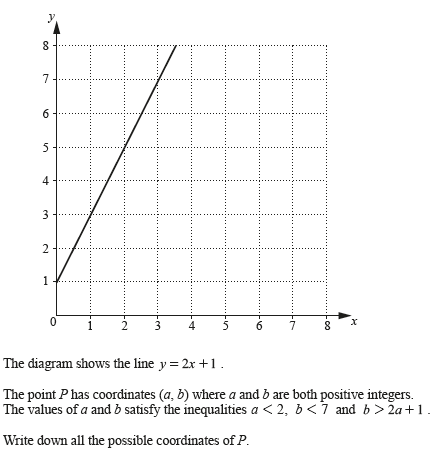 y
8
7
6
5
4
3
2
1
0 1 2 3 4 5 6 7 8 x
The diagram shows the line y = 2x + 1 .
The point P has coordinates (a, b) where a and b are both positive integers.
The values of a and b satisfy the inequalities a < 2, b < 7 and b > 2a + 1 .
Write down all the possible coordinates of P.